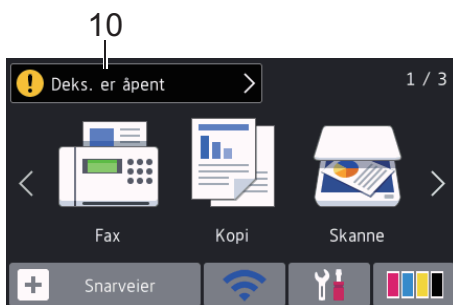 10
Deks. er åpent
1 / 3
Fax Kopi Skanne
Snarveier